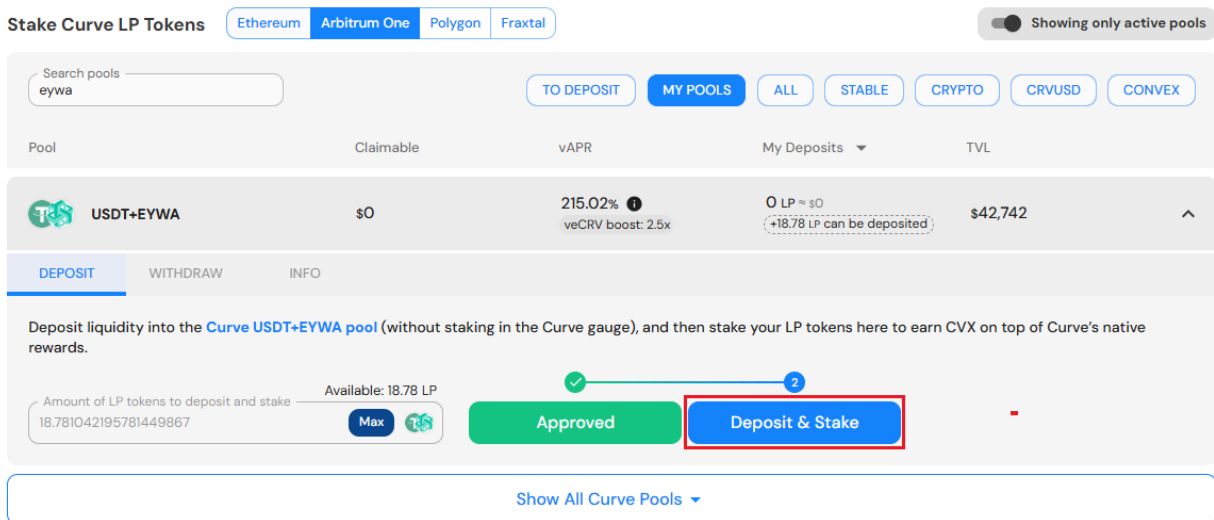 Stake Curve LP Tokens
Ethereum
Arbitrum One
Polygon
Fraxtal
Showing only active pools
Search pools
eywa
TO DEPOSIT
MY POOLS
ALL
STABLE
CRYPTO
CRVUSD
CONVEX
Pool
Claimable
vAPR
My Deposits
TVL
USDT+EYWA
$0
215.02%
veCRV boost: 2.5x
0 LP ≈ $0
+18.78 LP can be deposited
$42,742
DEPOSIT
WITHDRAW
INFO
Deposit liquidity into the Curve USDT+EYWA pool (without staking in the Curve gauge), and then stake your LP tokens here to earn CVX on top of Curve's native
rewards.
Available: 18.78 LP
Amount of LP tokens to deposit and stake
18.781042195781449867
Max
2
Approved
Deposit & Stake
Show All Curve Pools